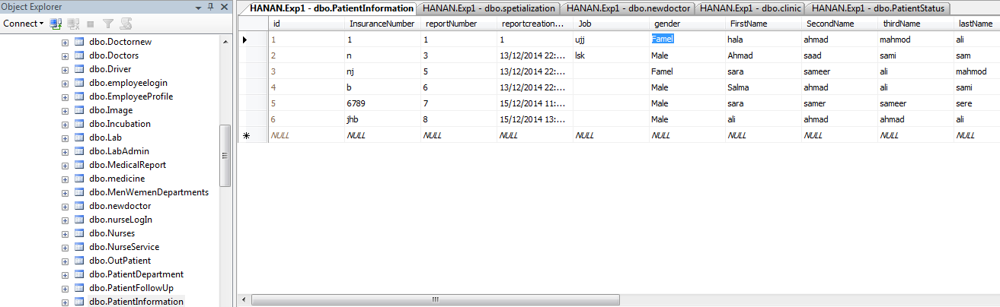 Object Explorer
Connect
dbo.Doctornew
dbo.Doctors
dbo.Driver
dbo.employeelogin
dbo.EmployeeProfile
dbo.Image
dbo.Incubation
dbo.Lab
dbo.LabAdmin
dbo.MedicalReport
dbo.medicine
dbo.MenWemenDepartments
dbo.newdoctor
dbo.nurseLogIn
dbo.Nurses
dbo.NurseService
dbo.OutPatient
dbo.PatientDepartment
dbo.PatientFollowUp
dbo.PatientInformation
HANAN.Exp1 - dbo.PatientInformation HANAN.Exp1 - dbo.spetialization HANAN.Exp1 - dbo.newdoctor HANAN.Exp1 - dbo.clinic HANAN.Exp1 - dbo.PatientStatus
id InsuranceNumber reportNumber reportcreation... Job gender FirstName SecondName thirdName lastName
1 1 1 1 ujj Famel hala ahmad mahmod ali
2 n 3 13/12/2014 22:... lsk Male Ahmad saad sami sam
3 nj 5 13/12/2014 22:... Famel sara sameer ali mahmod
4 b 6 13/12/2014 22:... Male Salma ahmad ali sami
5 6789 7 15/12/2014 11:... Male sara samer sameer sere
6 jhb 8 15/12/2014 13:... Male ali ahmad ahmad ali
NULL NULL NULL NULL NULL NULL NULL NULL NULL NULL